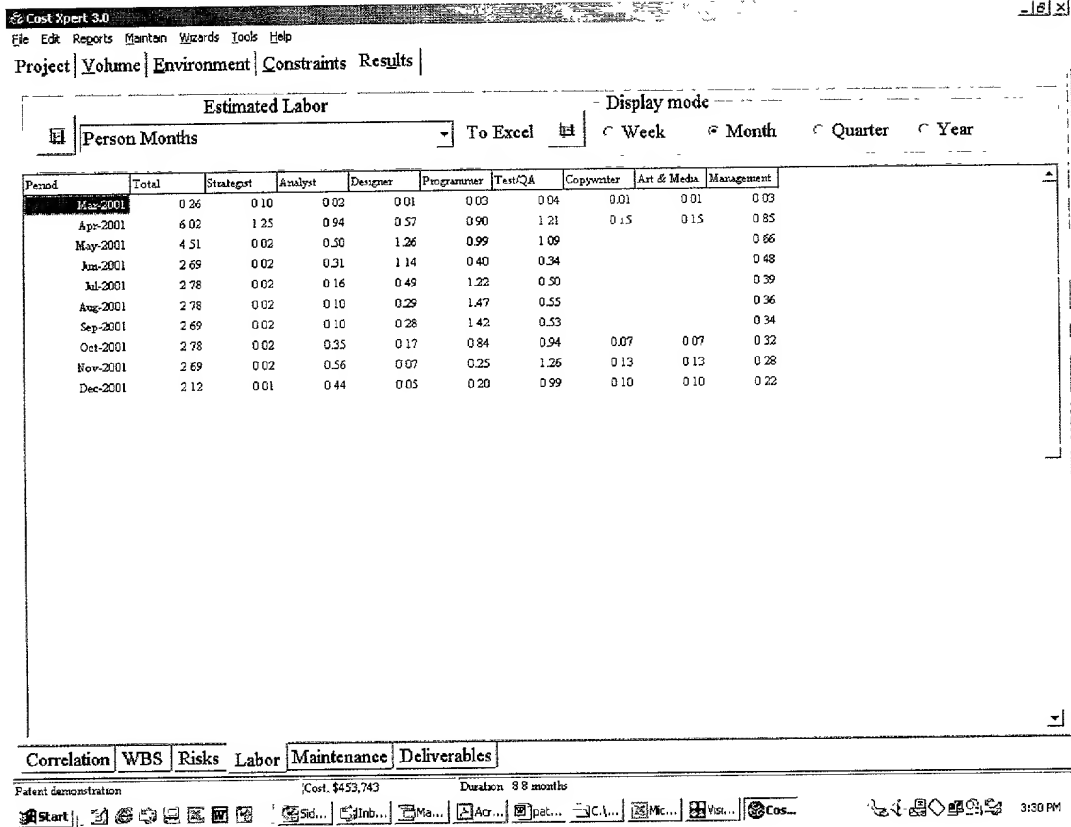 Cost Xpert 3.0
File Edit Reports Maintain Wizards Tools Help
Project Volume Environment Constraints Results
Estimated Labor Display mode
Person Months To Excel Week Month Quarter Year
Period Total Strategist Analyst Designer Programmer Test/QA Copywriter Art & Media Management
Mar-2001 0 26 0 10 0 02 0 01 0 03 0 04 0.01 0 01 0 03
Apr-2001 6 02 1 25 0 94 0 57 0 90 1 21 0 15 0 15 0 85
May-2001 4 51 0 02 0.50 1 26 0 99 1 09 0 66
Jun-2001 2 69 0 02 0.31 1 14 0 40 0.34 0 48
Jul-2001 2 78 0 02 0 16 0 49 1.22 0 50 0 39
Aug-2001 2 78 0 02 0 10 0.29 1.47 0.55 0 36
Sep-2001 2 69 0 02 0 10 0 28 1 42 0.53 0 34
Oct-2001 2 78 0 02 0.35 0 17 0 84 0.94 0.07 0 07 0 32
Nov-2001 2 69 0 02 0.56 0 07 0.25 1.26 0 13 0 13 0 28
Dec-2001 2 12 0 01 0 44 0 05 0 20 0 99 0 10 0 10 0 22
Correlation WBS Risks Labor Maintenance Deliverables
Patent demonstration Cost. $453,743 Duration 8 8 months
Start Sid... Inb... Ma... Acr... pat... C:\... Mic... Visi... Cos... 3:30 PM